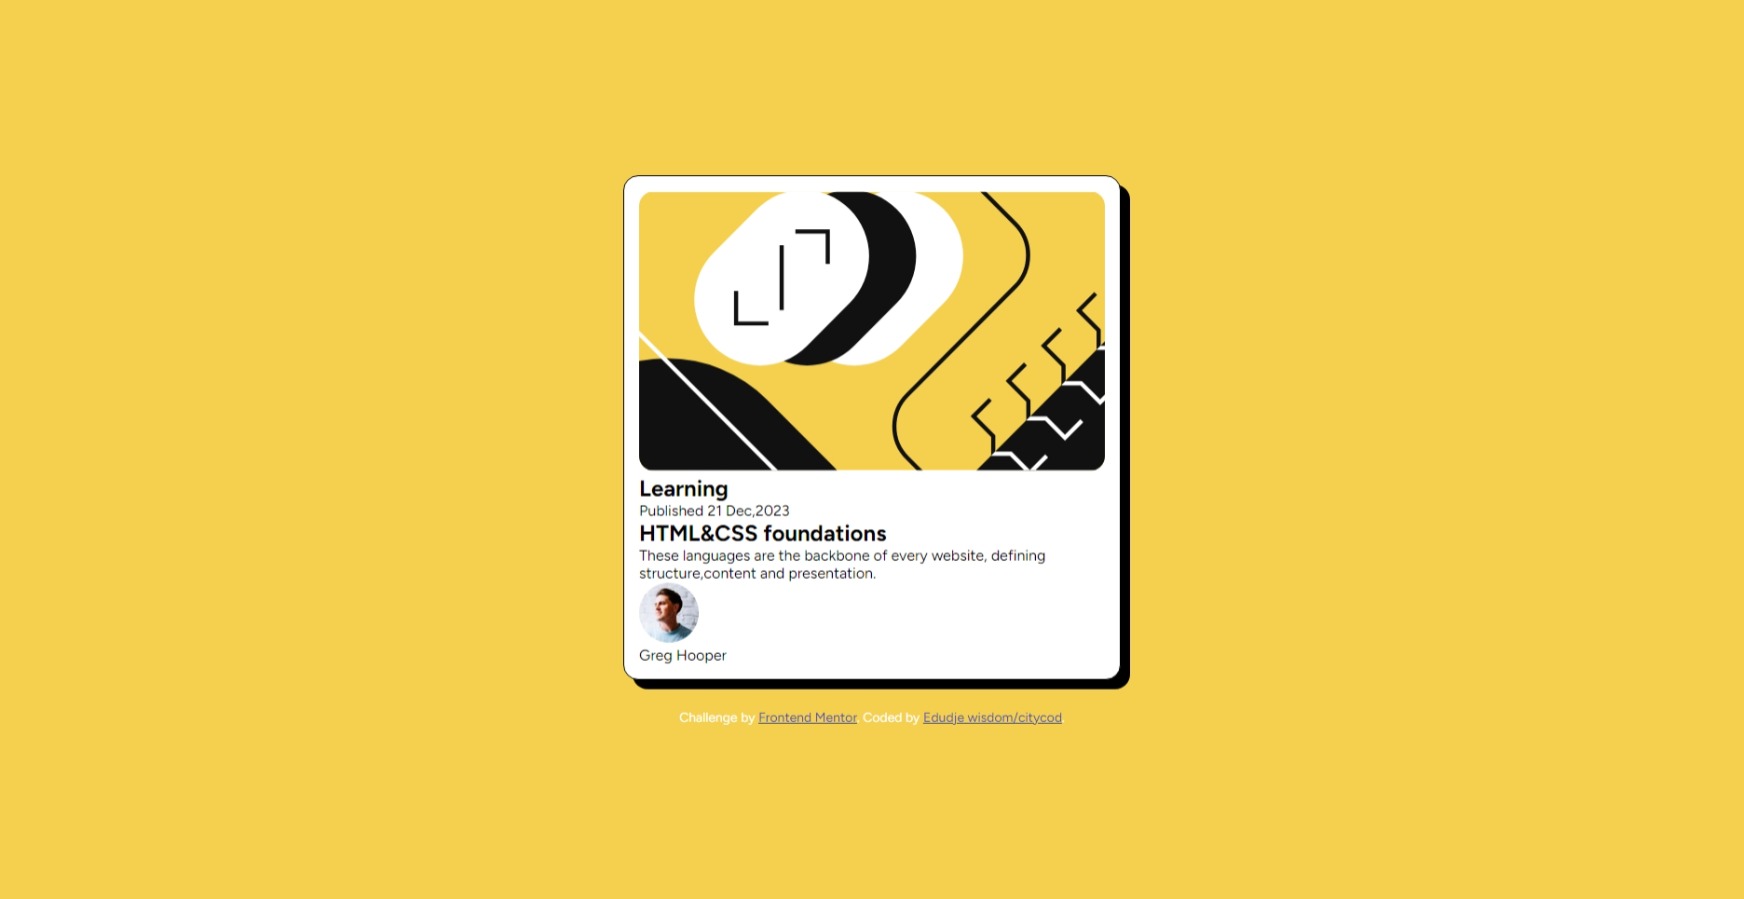 Learning
Published 21 Dec,2023
HTML&CSS foundations
These languages are the backbone of every website, defining
structure,content and presentation.
Greg Hooper
Challenge by Frontend Mentor. Coded by Edudje wisdom/citycod.